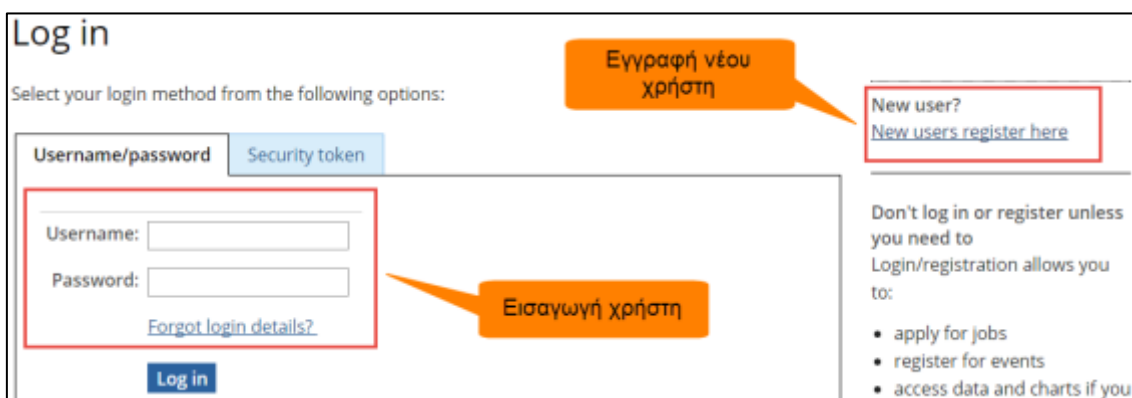 Log in
Select your login method from the following options:
Εγγραφή νέου
χρήστη
New user?
New users register here
Username/password
Security token
Username:
Password:
Forgot login details?
Log in
Εισαγωγή χρήστη
Don't log in or register unless
you need to
Login/registration allows you
to:
• apply for jobs
• register for events
• access data and charts if you